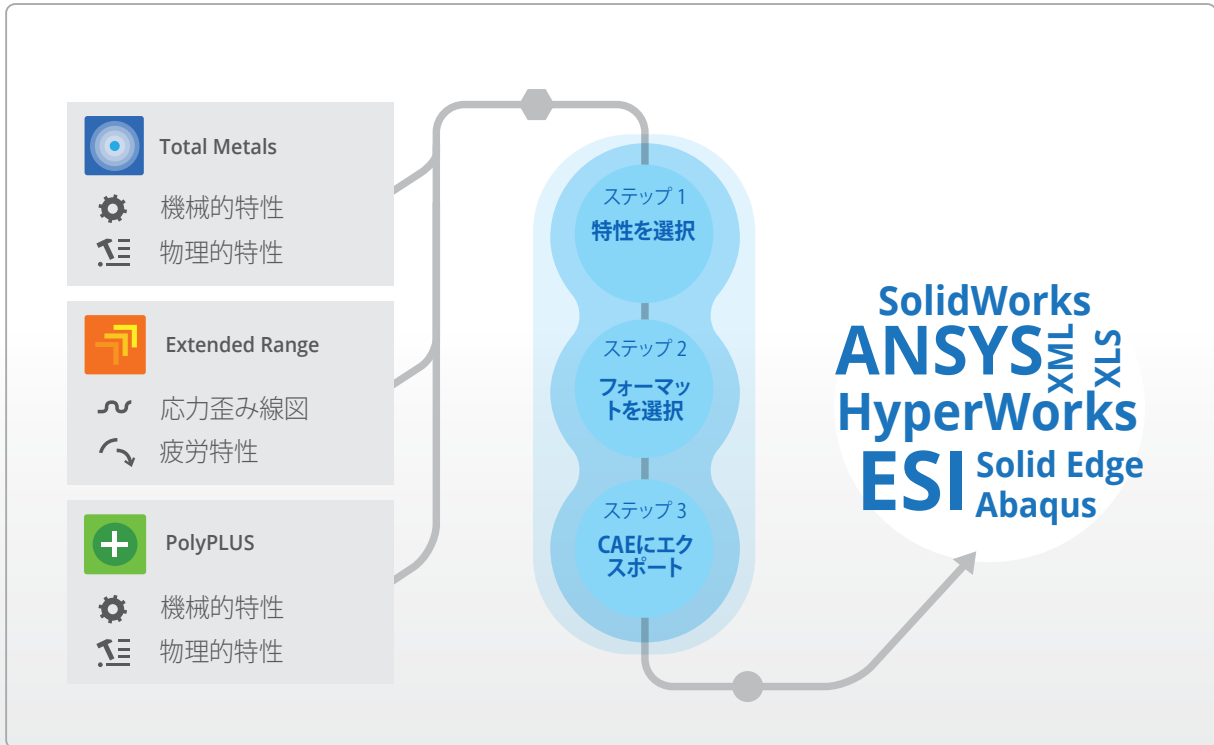 Total Metals
機械的特性
物理的特性
Extended Range
応力歪み線図
疲労特性
PolyPLUS
機械的特性
物理的特性
ステップ 1
特性を選択
ステップ 2
フォーマッ
トを選択
ステップ 3
CAEにエク
スポート
SolidWorks
ANSYS
XML
XLS
HyperWorks
ESI
Solid Edge
Abaqus